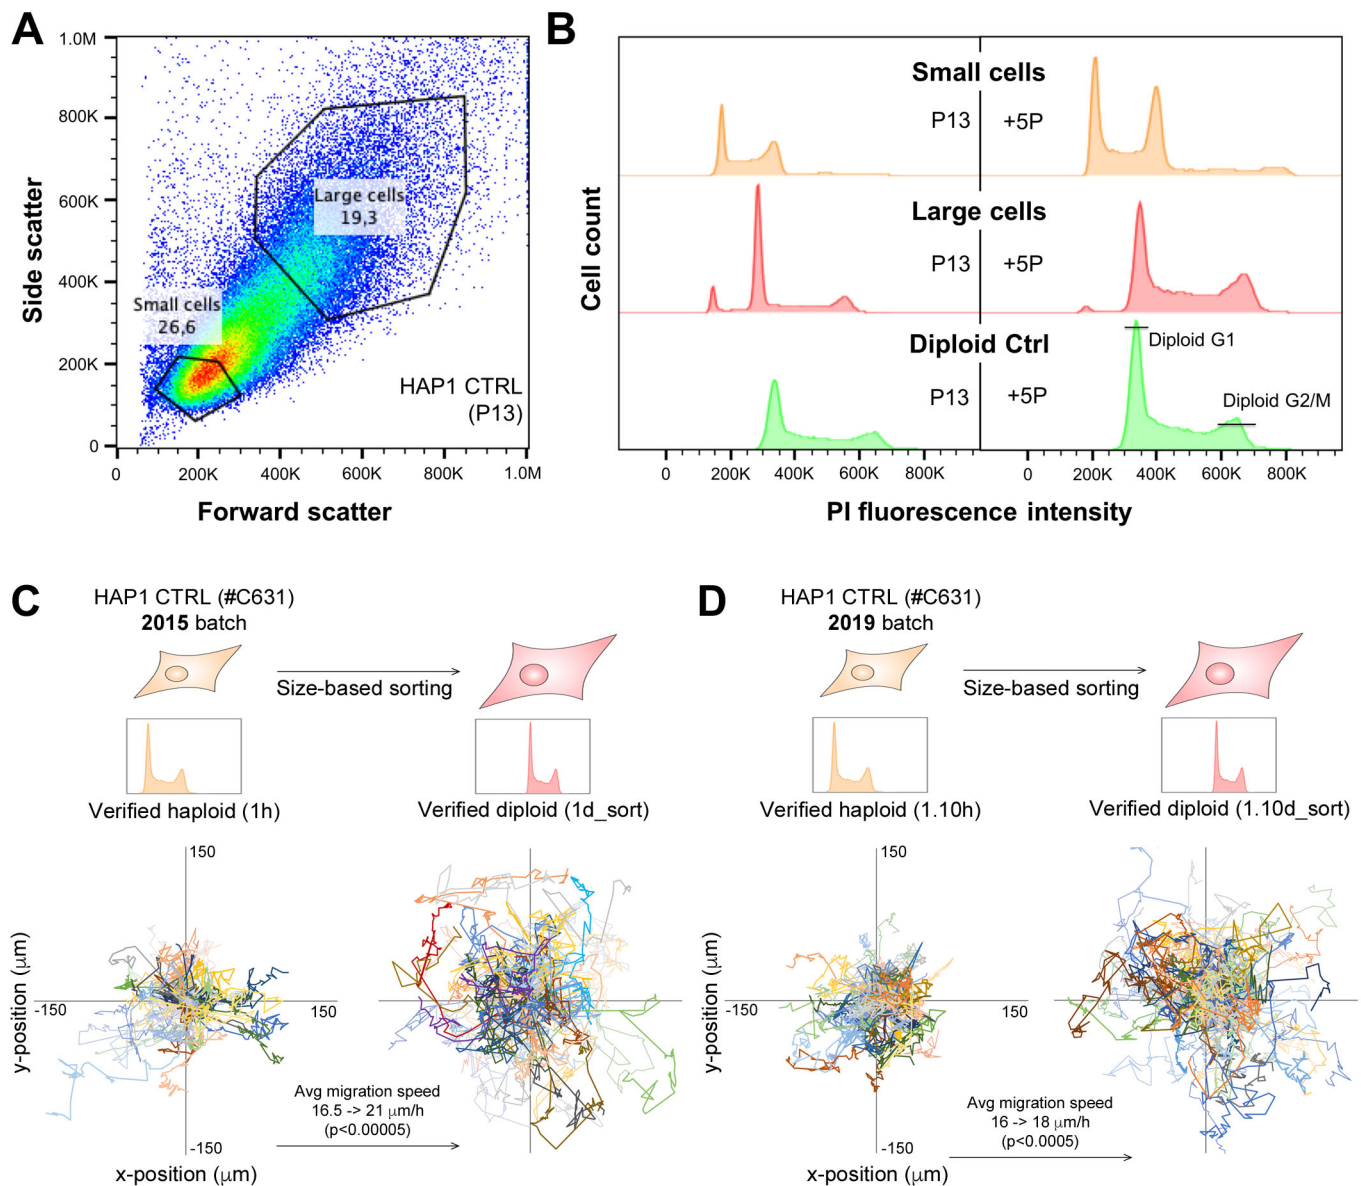 A
1.0M
800K
600K
400K
200K
0
Side scatter
Large cells
19,3
Small cells
26,6
HAP1 CTRL
(P13)
0
200K
400K
600K
800K
1.0M
Forward scatter
B
Cell count
Small cells
P13
+5P
Large cells
P13
+5P
Diploid Ctrl
P13
+5P
Diploid G1
Diploid G2/M
0
200K
400K
600K
800K
0
200K
400K
600K
800K
PI fluorescence intensity
C
HAP1 CTRL (#C631)
2015 batch
Size-based sorting
Verified haploid (1h)
Verified diploid (1d_sort)
150
-150
150
-150
y-position (μm)
x-position (μm)
Avg migration speed
16.5 -> 21 μm/h
(p<0.00005)
D
HAP1 CTRL (#C631)
2019 batch
Size-based sorting
Verified haploid (1.10h)
Verified diploid (1.10d_sort)
150
-150
150
-150
y-position (μm)
x-position (μm)
Avg migration speed
16 -> 18 μm/h
(p<0.0005)